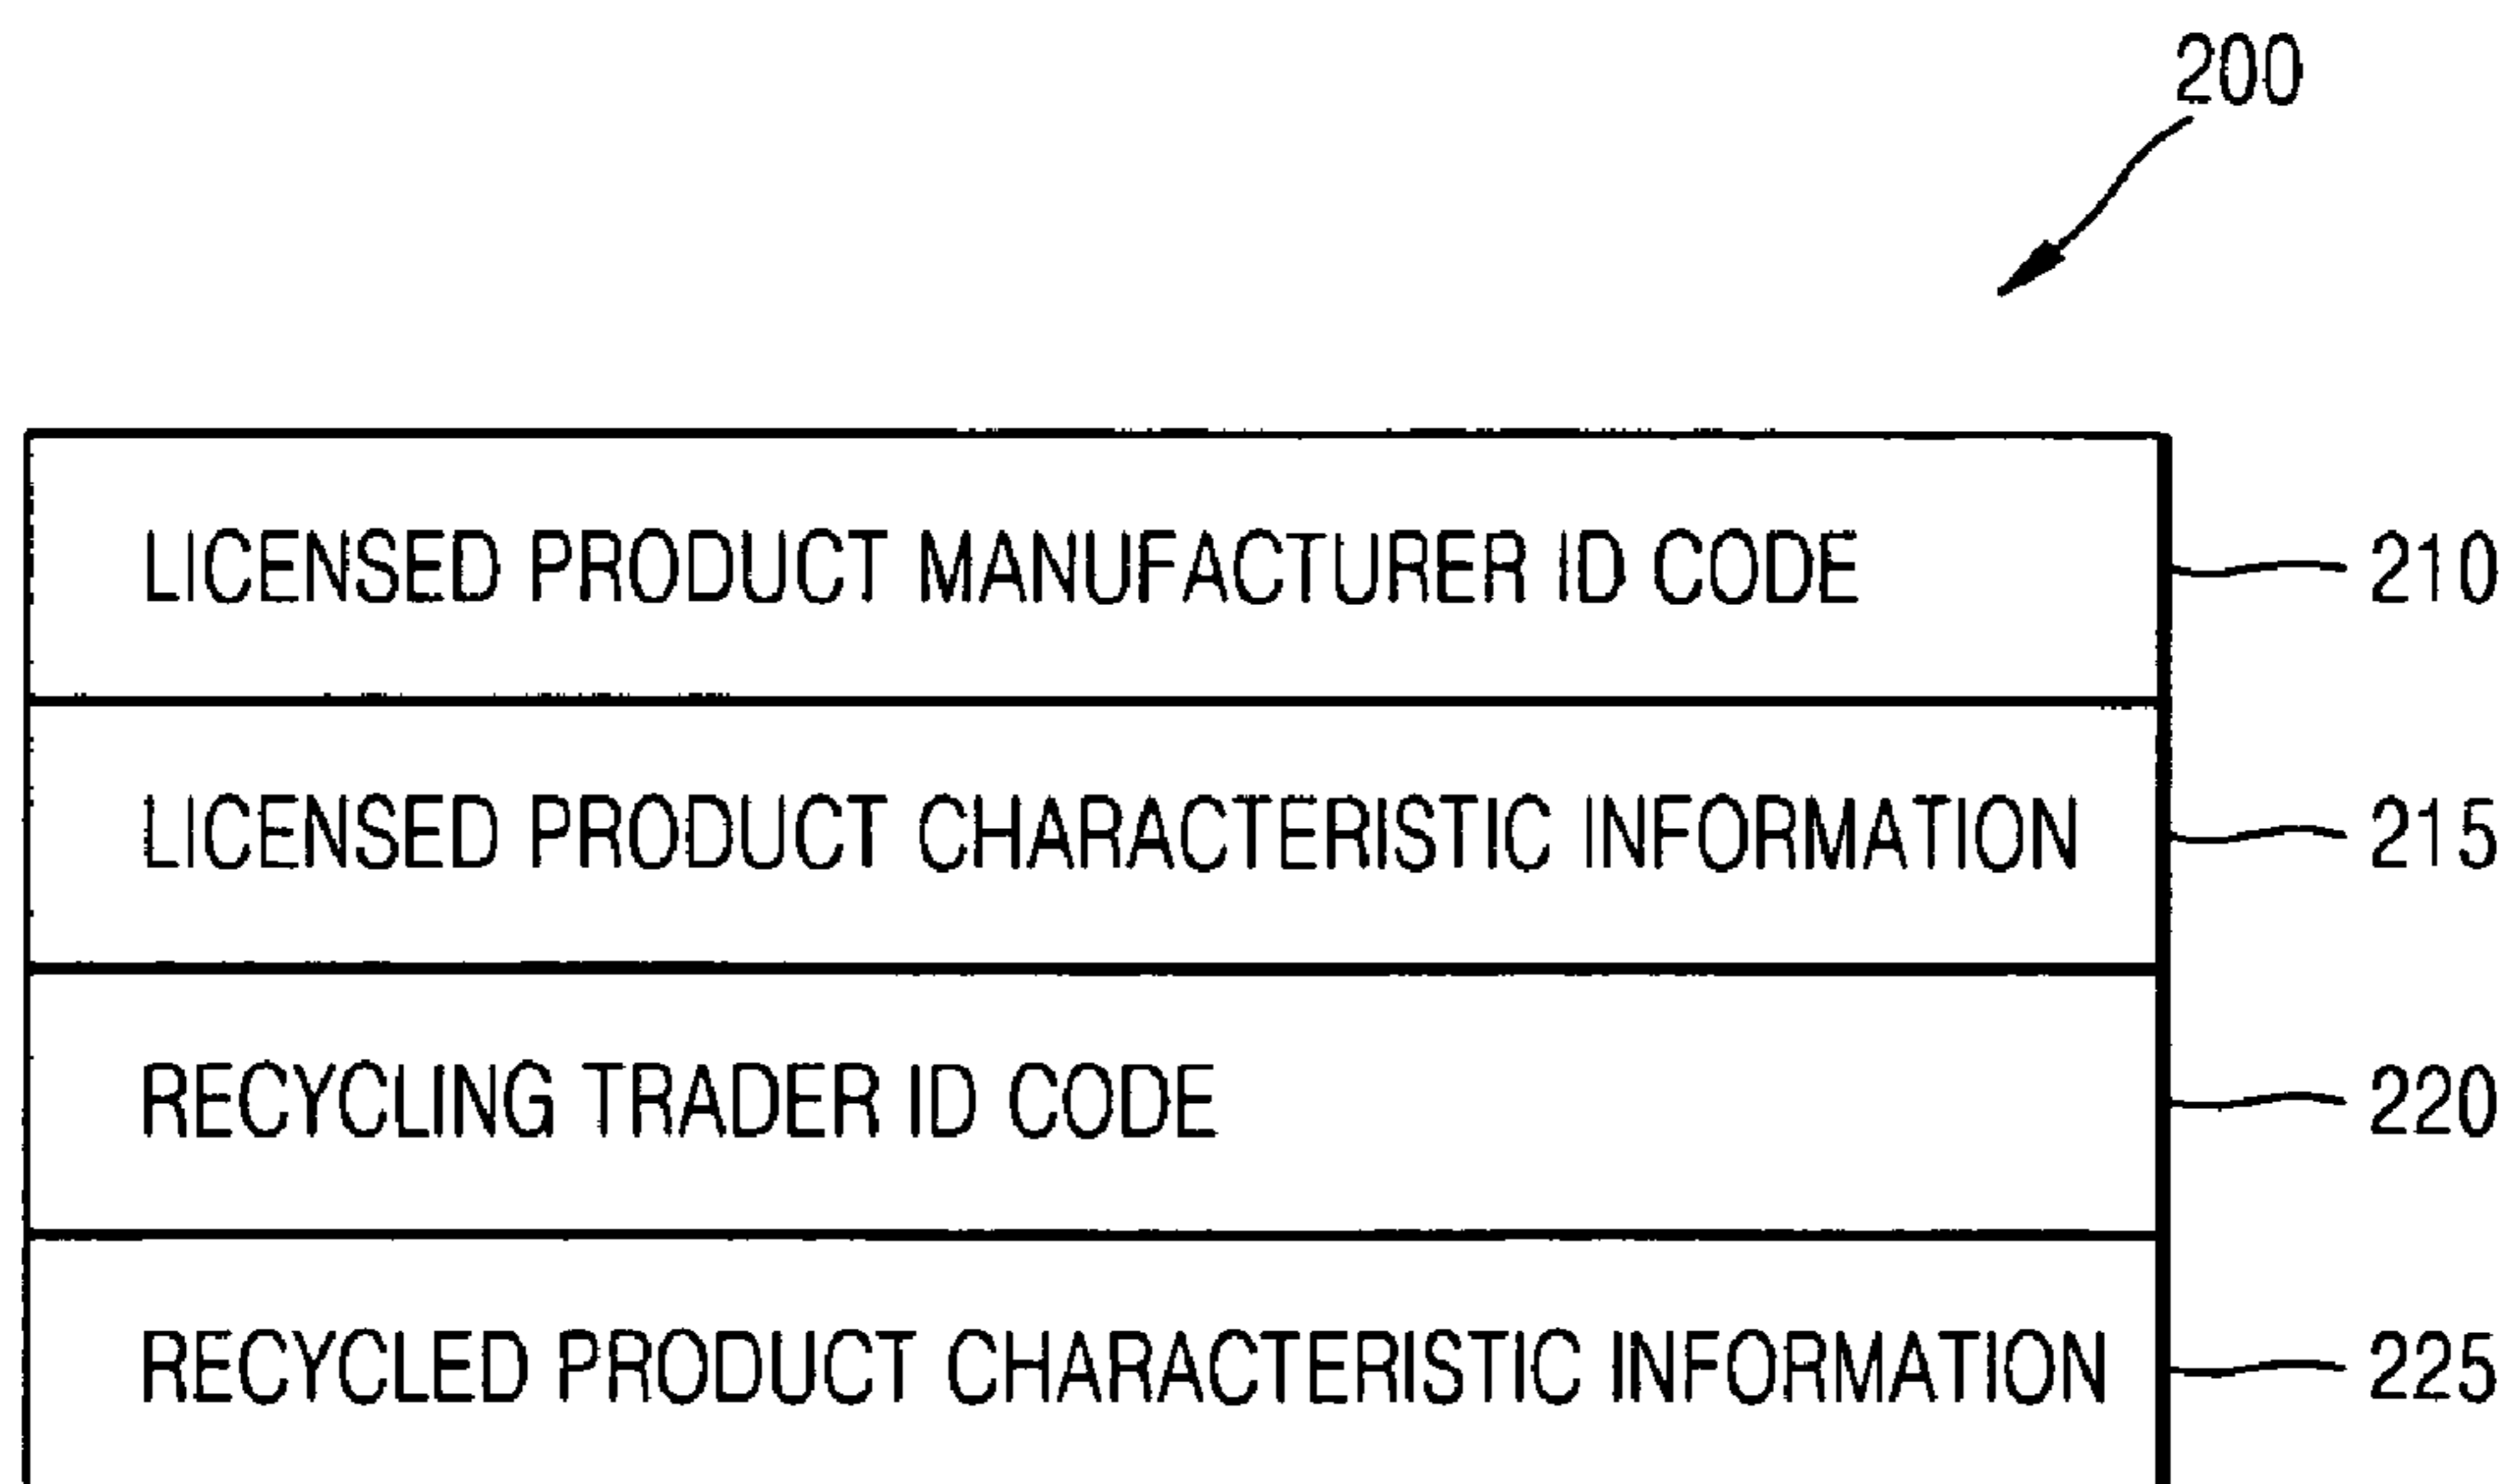 200
LICENSED PRODUCT MANUFACTURER ID CODE 210
LICENSED PRODUCT CHARACTERISTIC INFORMATION 215
RECYCLING TRADER ID CODE 220
RECYCLED PRODUCT CHARACTERISTIC INFORMATION 225